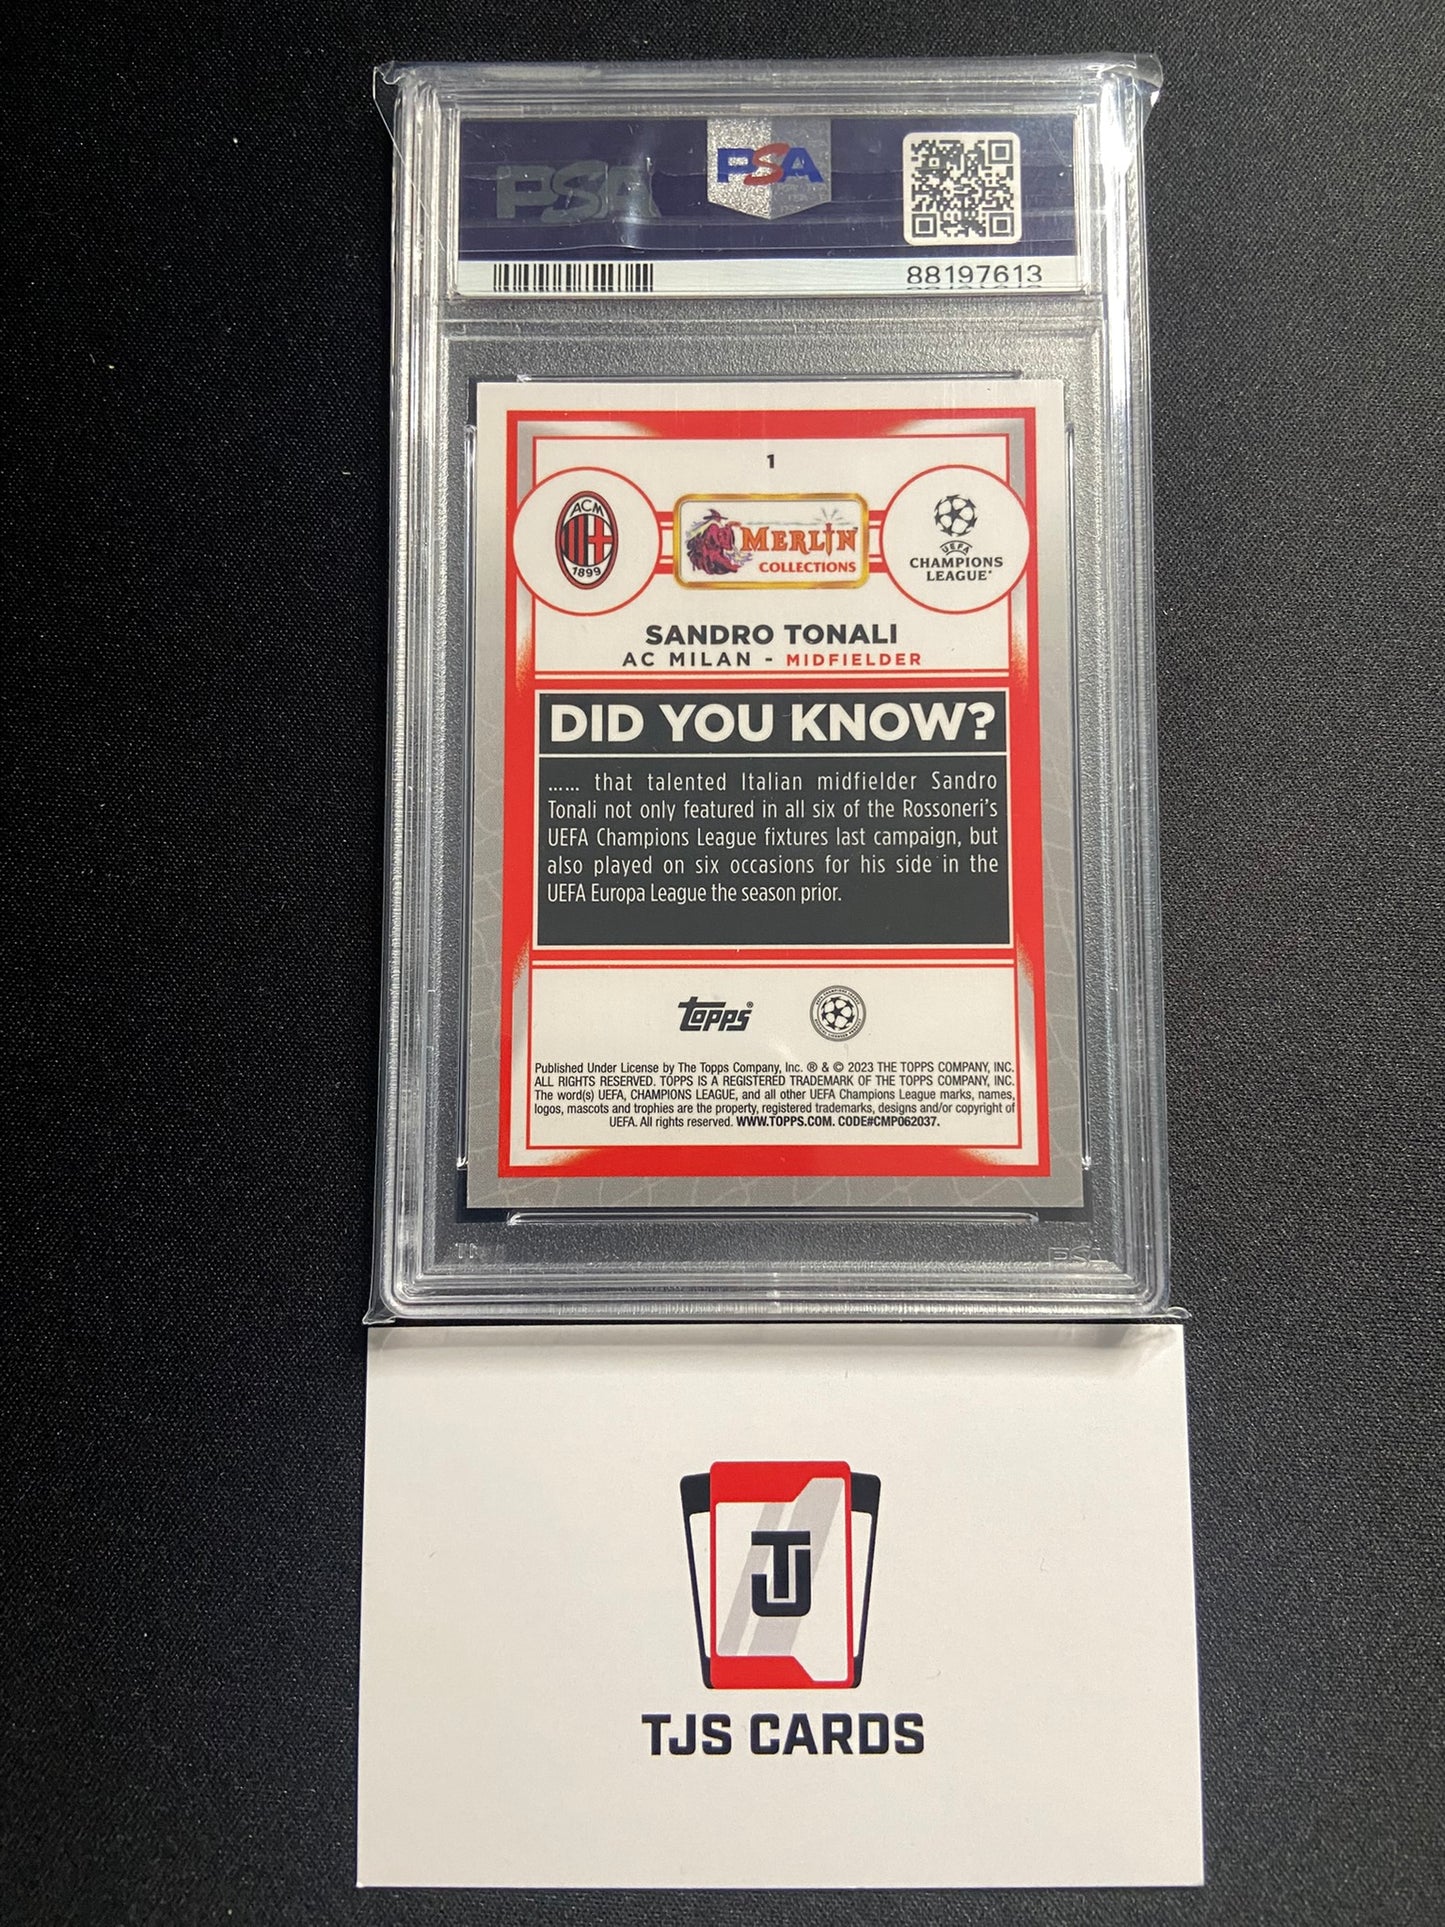 PSA
PSA
88197613
1
ACM
1899
MERLIN
COLLECTIONS
UEFA
CHAMPIONS
LEAGUE®
SANDRO TONALI
AC MILAN - MIDFIELDER
DID YOU KNOW?
...... that talented Italian midfielder Sandro
Tonali not only featured in all six of the Rossoneri's
UEFA Champions League fixtures last campaign, but
also played on six occasions for his side in the
UEFA Europa League the season prior.
Topps®
Published Under License by The Topps Company, Inc. ® & © 2023 THE TOPPS COMPANY, INC.
ALL RIGHTS RESERVED. TOPPS IS A REGISTERED TRADEMARK OF THE TOPPS COMPANY, INC.
The word(s) UEFA, CHAMPIONS LEAGUE, and all other UEFA Champions League marks, names,
logos, mascots and trophies are the property, registered trademarks, designs and/or copyright of
UEFA. All rights reserved. WWW.TOPPS.COM. CODE#CMP062037.
PSA
TJ
TJS CARDS